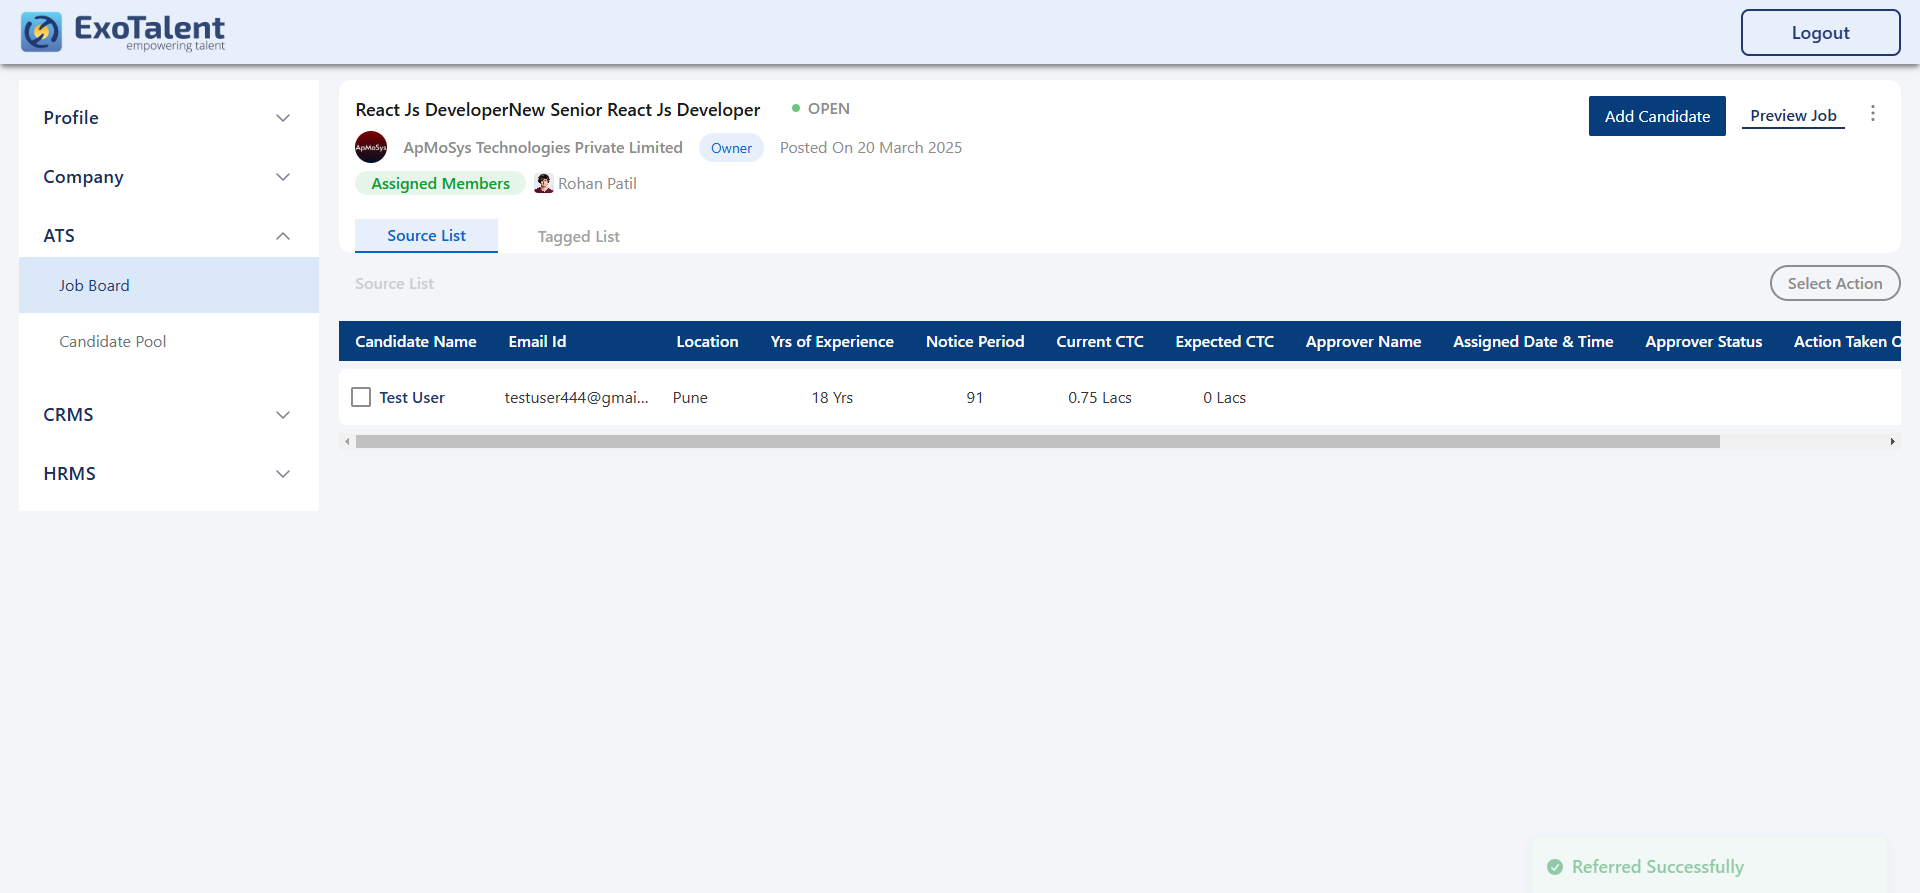 ExoTalent
empowering talent
Logout
Profile
Company
ATS
Job Board
Candidate Pool
CRMS
HRMS
React Js DeveloperNew Senior React Js Developer
OPEN
Add Candidate
Preview Job
ApMoSys
ApMoSys Technologies Private Limited
Owner
Posted On 20 March 2025
Assigned Members
Rohan Patil
Source List
Tagged List
Source List
Select Action
Candidate Name Email Id Location Yrs of Experience Notice Period Current CTC Expected CTC Approver Name Assigned Date & Time Approver Status Action Taken O
Test User testuser444@gmai... Pune 18 Yrs 91 0.75 Lacs 0 Lacs
Referred Successfully